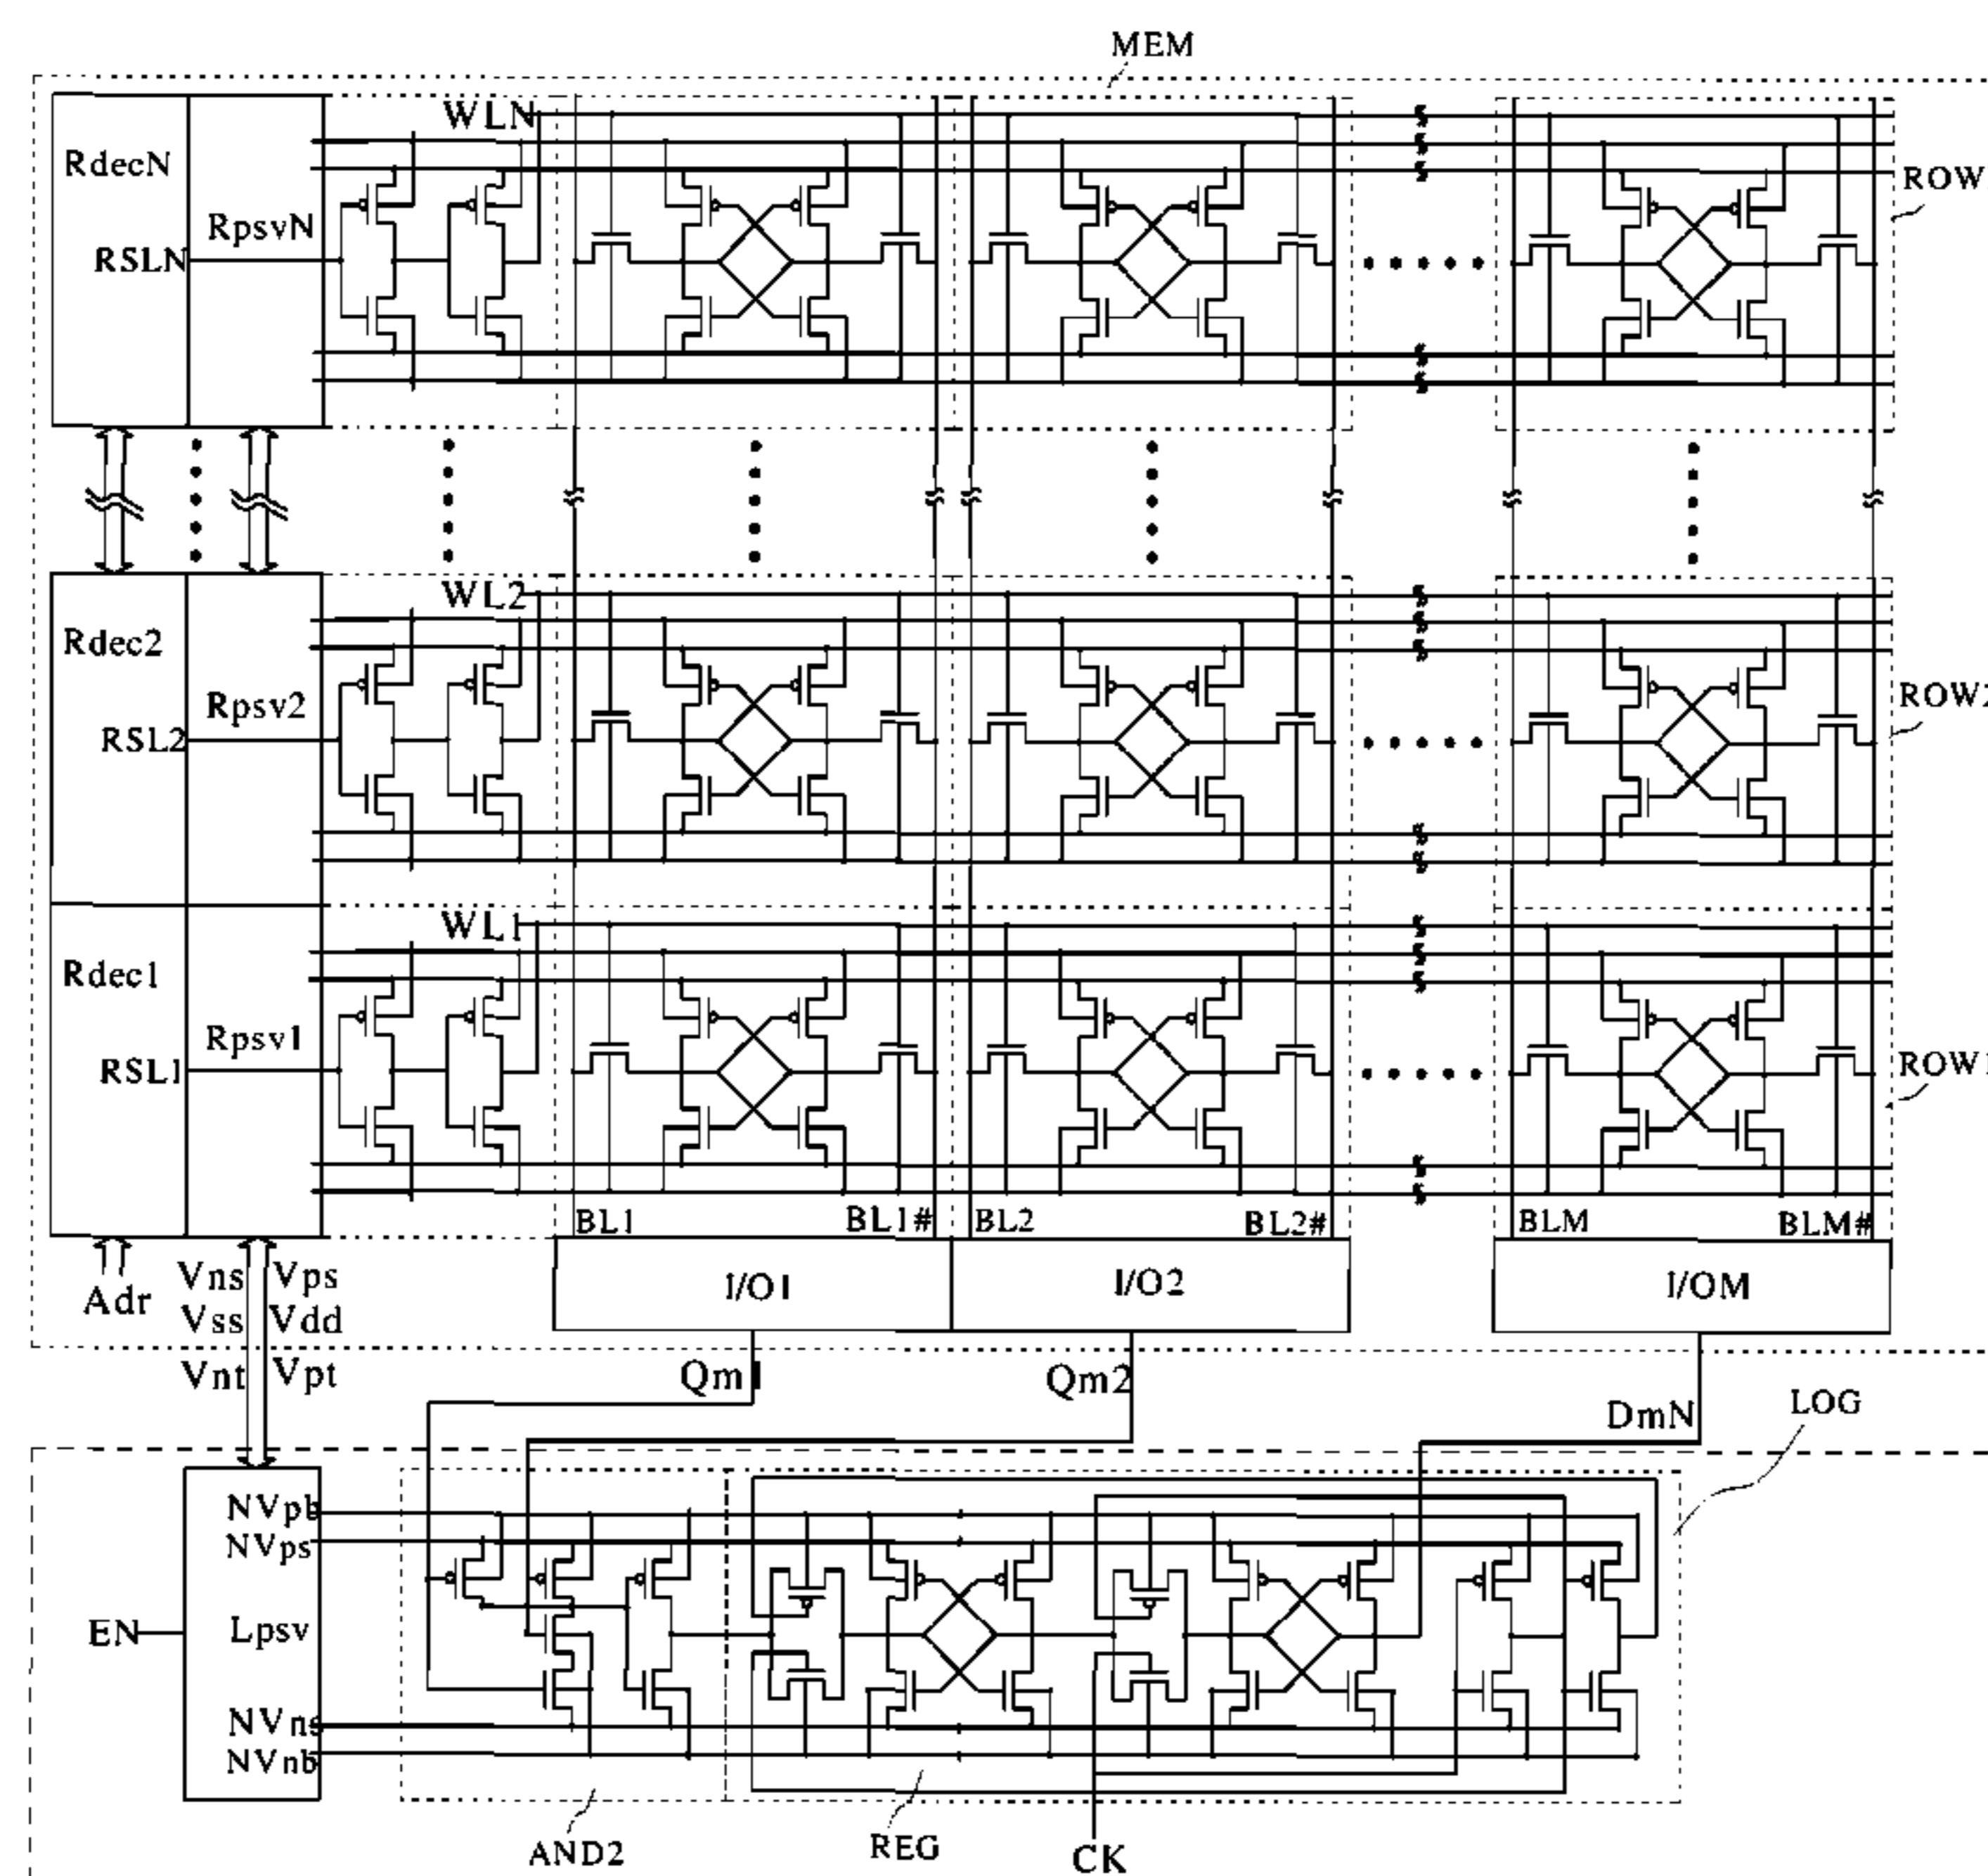 MEM
WLN
RdecN
ROW
RpsvN
RSLN
WL2
Rdec2
ROW2
Rpsv2
RSL2
WL1
Rdec1
Rpsv1
ROW1
RSL1
BL1 BL1# BL2 BL2# BLM BLM#
Adr
Vns Vps
Vss Vdd
Vnt Vpt
I/O1 I/O2 I/OM
Qm1 Qm2 DmN
LOG
NVpb
NVps
EN
Lpsv
NVns
NVnb
AND2 REG CK